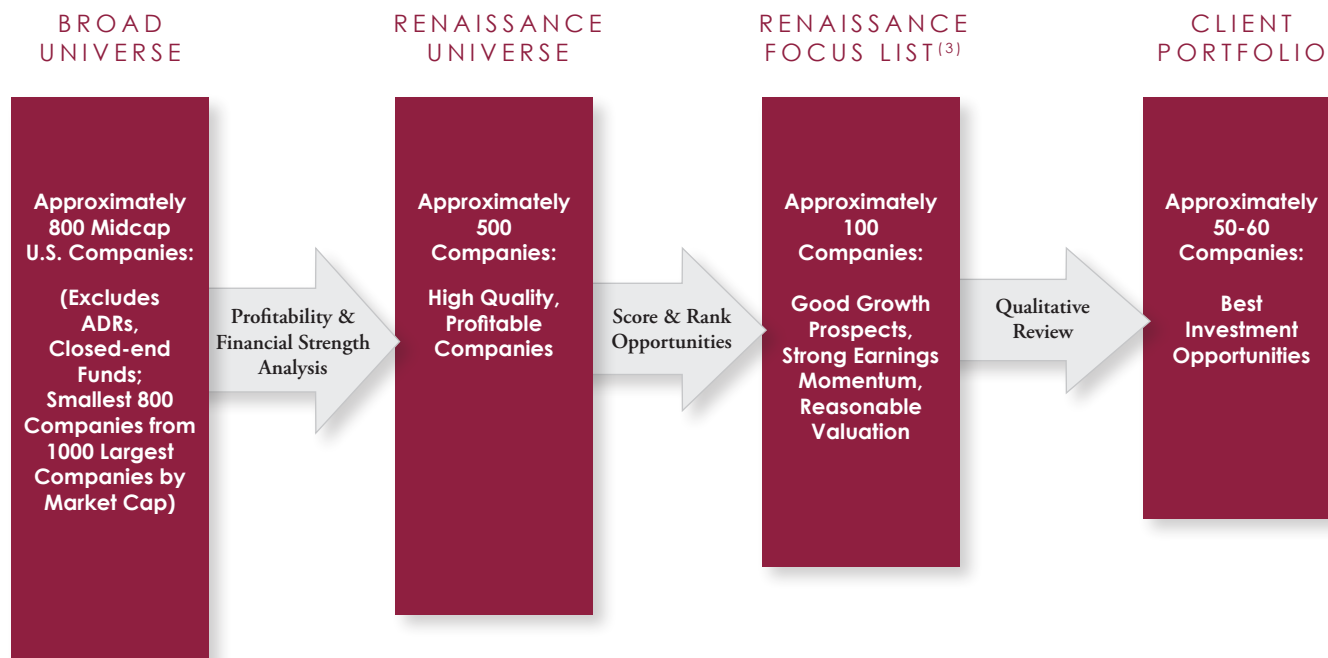 BROAD
UNIVERSE
Approximately
800 Midcap
U.S. Companies:
(Excludes
ADRs,
Closed-end
Funds;
Smallest 800
Companies from
1000 Largest
Companies by
Market Cap)
Profitability &
Financial Strength
Analysis
RENAISSANCE
UNIVERSE
Approximately
500
Companies:
High Quality,
Profitable
Companies
Score & Rank
Opportunities
RENAISSANCE
FOCUS LIST(3)
Approximately
100
Companies:
Good Growth
Prospects,
Strong Earnings
Momentum,
Reasonable
Valuation
Qualitative
Review
CLIENT
PORTFOLIO
Approximately
50-60
Companies:
Best
Investment
Opportunities